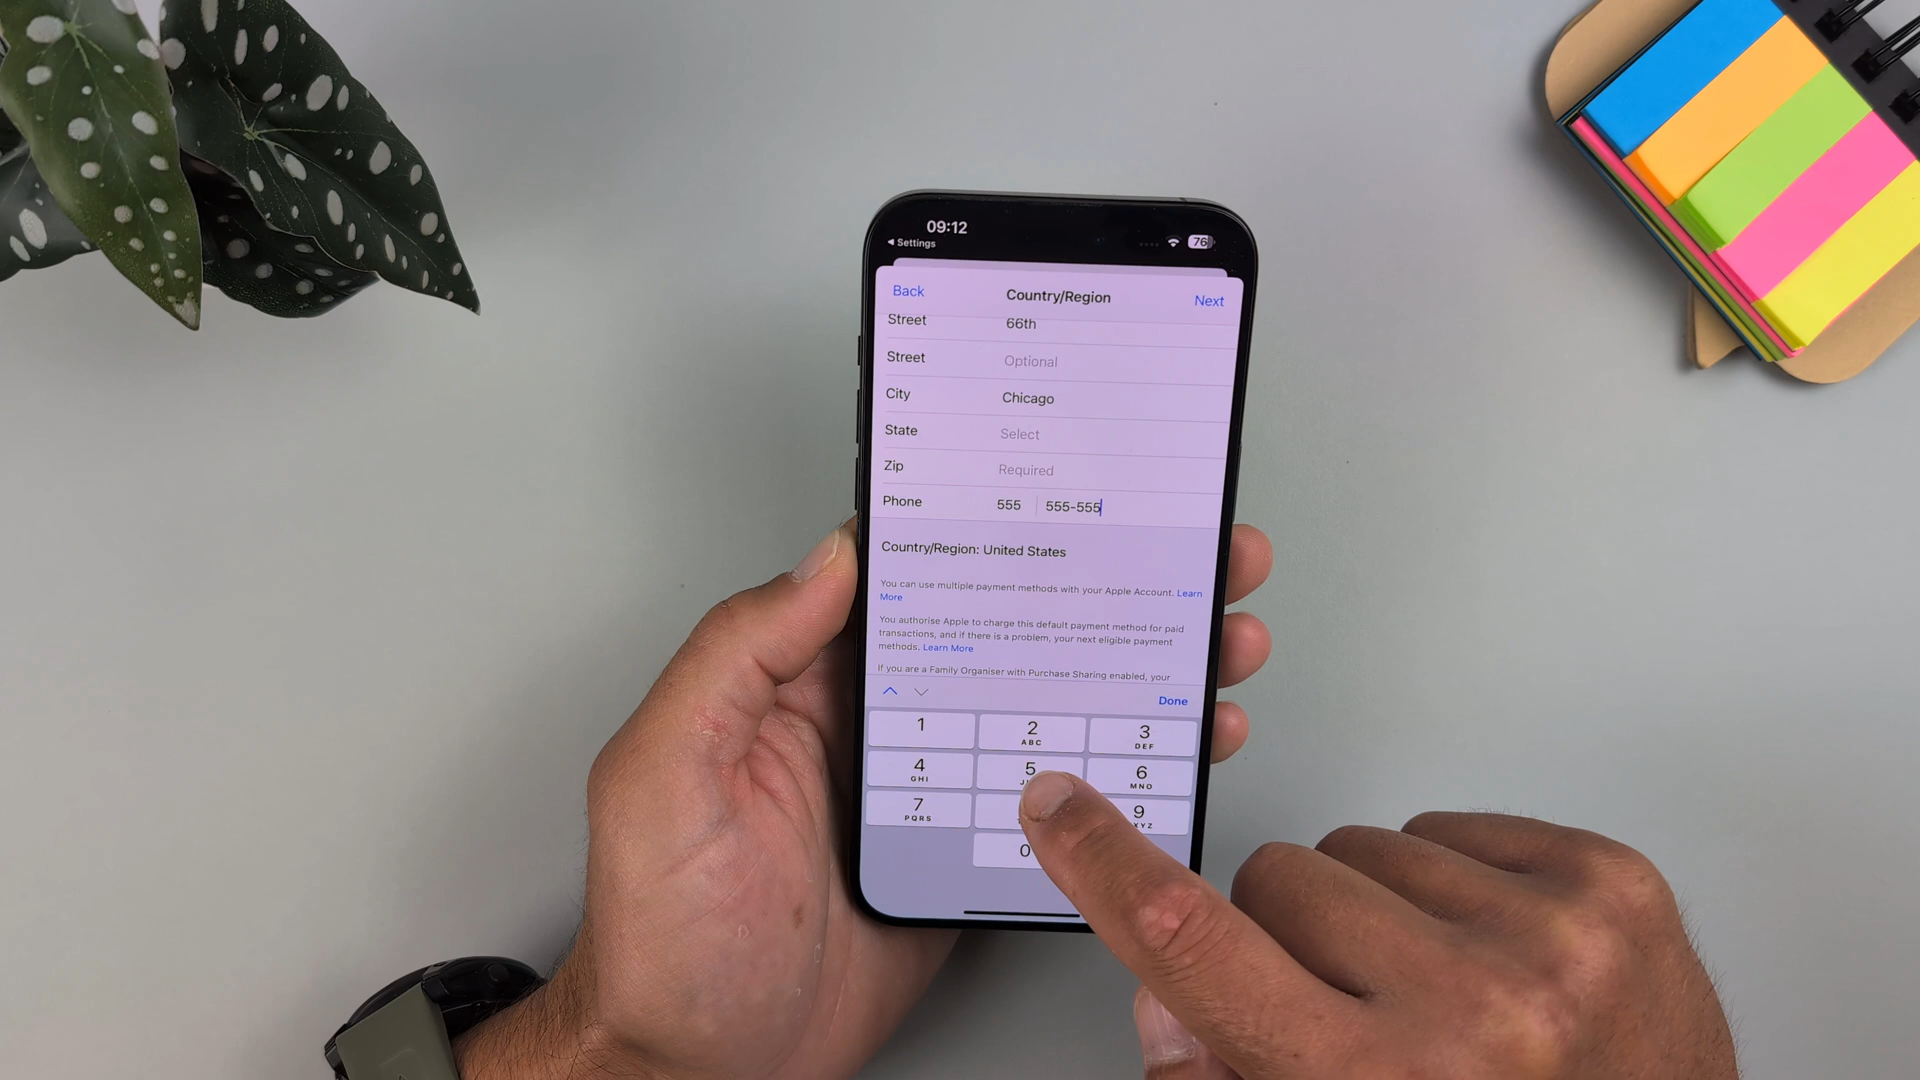 09:12
Settings
76
Back Country/Region Next
Street 66th
Street Optional
City Chicago
State Select
Zip Required
Phone 555 555-555
Country/Region: United States
You can use multiple payment methods with your Apple Account. Learn
More
You authorise Apple to charge this default payment method for paid
transactions, and if there is a problem, your next eligible payment
methods. Learn More
If you are a Family Organiser with Purchase Sharing enabled, your
Done
1 2 3
ABC DEF
4 5 6
GHI MNO
7 9
PQRS
0